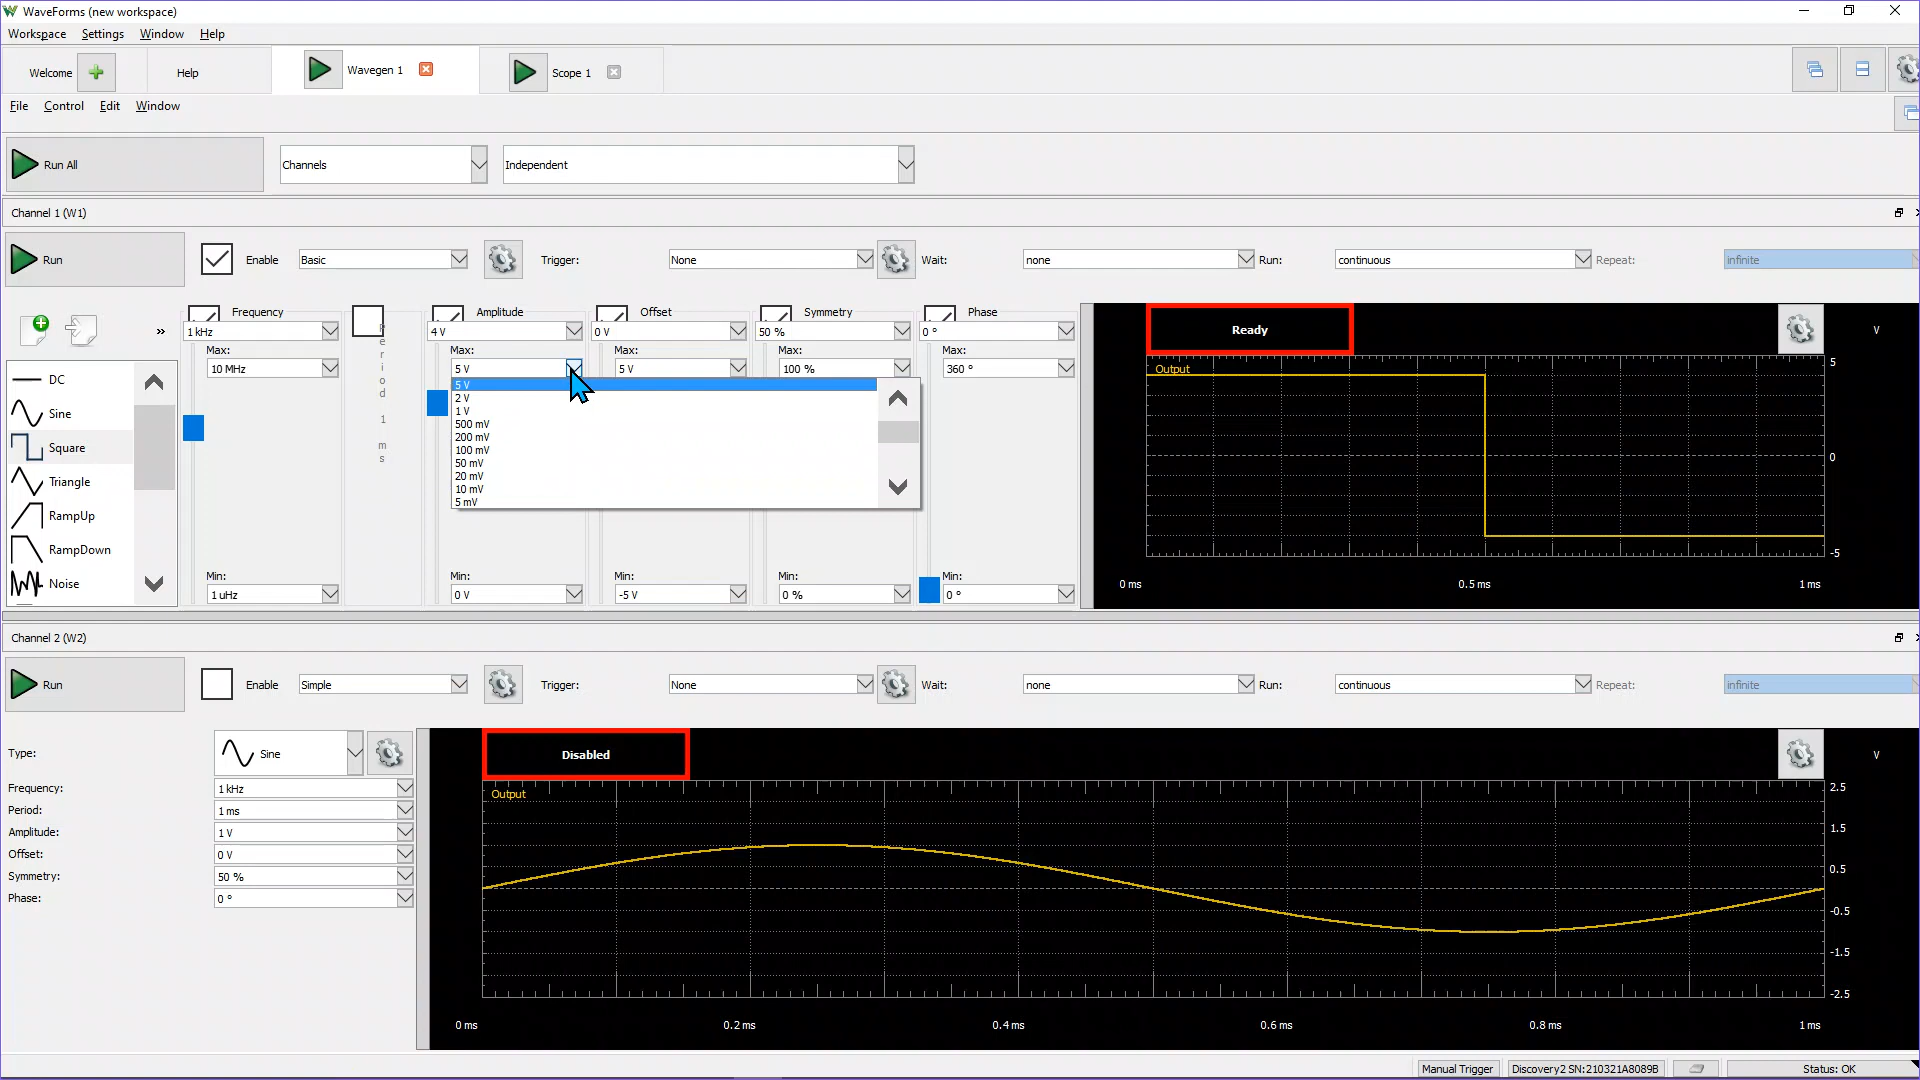 WaveForms (new workspace)
Workspace Settings Window Help
Welcome Help Wavegen 1 Scope 1
File Control Edit Window
Run All Channels Independent
Channel 1 (W1)
Run Enable Basic Trigger: None Wait: none Run: continuous Repeat: infinite
Frequency Period 1 ms Amplitude Offset Symmetry Phase
1 kHz 4 V 0 V 50 % 0 °
Max: Max: Max: Max: Max:
10 MHz 5 V 5 V 100 % 360 °
5 V
2 V
1 V
500 mV
200 mV
100 mV
50 mV
20 mV
10 mV
5 mV
»
DC
Sine
Square
Triangle
RampUp
RampDown
Noise
Min: Min: Min: Min: Min:
1 uHz 0 V -5 V 0 % 0 °
Ready V
Output
5
0
-5
0 ms 0.5 ms 1 ms
Channel 2 (W2)
Run Enable Simple Trigger: None Wait: none Run: continuous Repeat: infinite
Type: Sine
Frequency: 1 kHz
Period: 1 ms
Amplitude: 1 V
Offset: 0 V
Symmetry: 50 %
Phase: 0 °
Disabled V
Output
2.5
1.5
0.5
-0.5
-1.5
-2.5
0 ms 0.2 ms 0.4 ms 0.6 ms 0.8 ms 1 ms
Manual Trigger Discovery2 SN:210321A8089B Status: OK